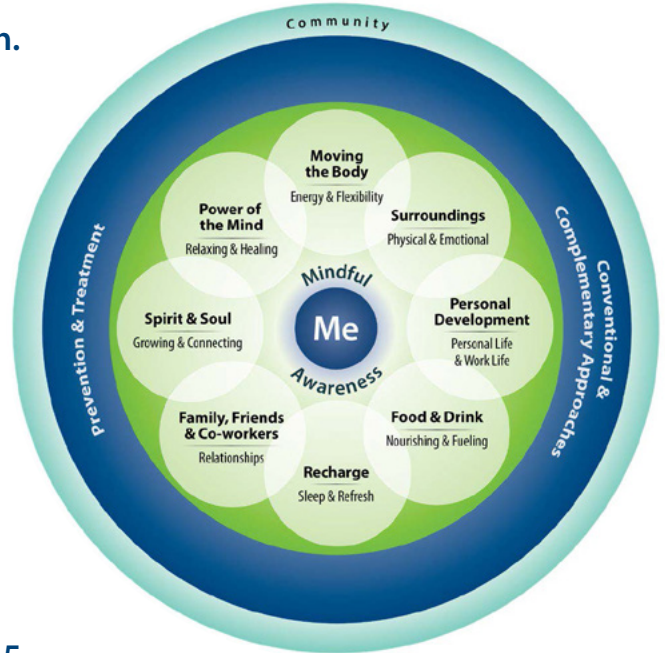 n.
Community
Moving
the Body
Energy & Flexibility
Power of
the Mind
Relaxing & Healing
Surroundings
Physical & Emotional
Prevention & Treatment
Conventional &
Complementary Approaches
Mindful
Me
Awareness
Spirit & Soul
Growing & Connecting
Personal
Development
Personal Life
& Work Life
Family, Friends
& Co-workers
Relationships
Food & Drink
Nourishing & Fueling
Recharge
Sleep & Refresh
5